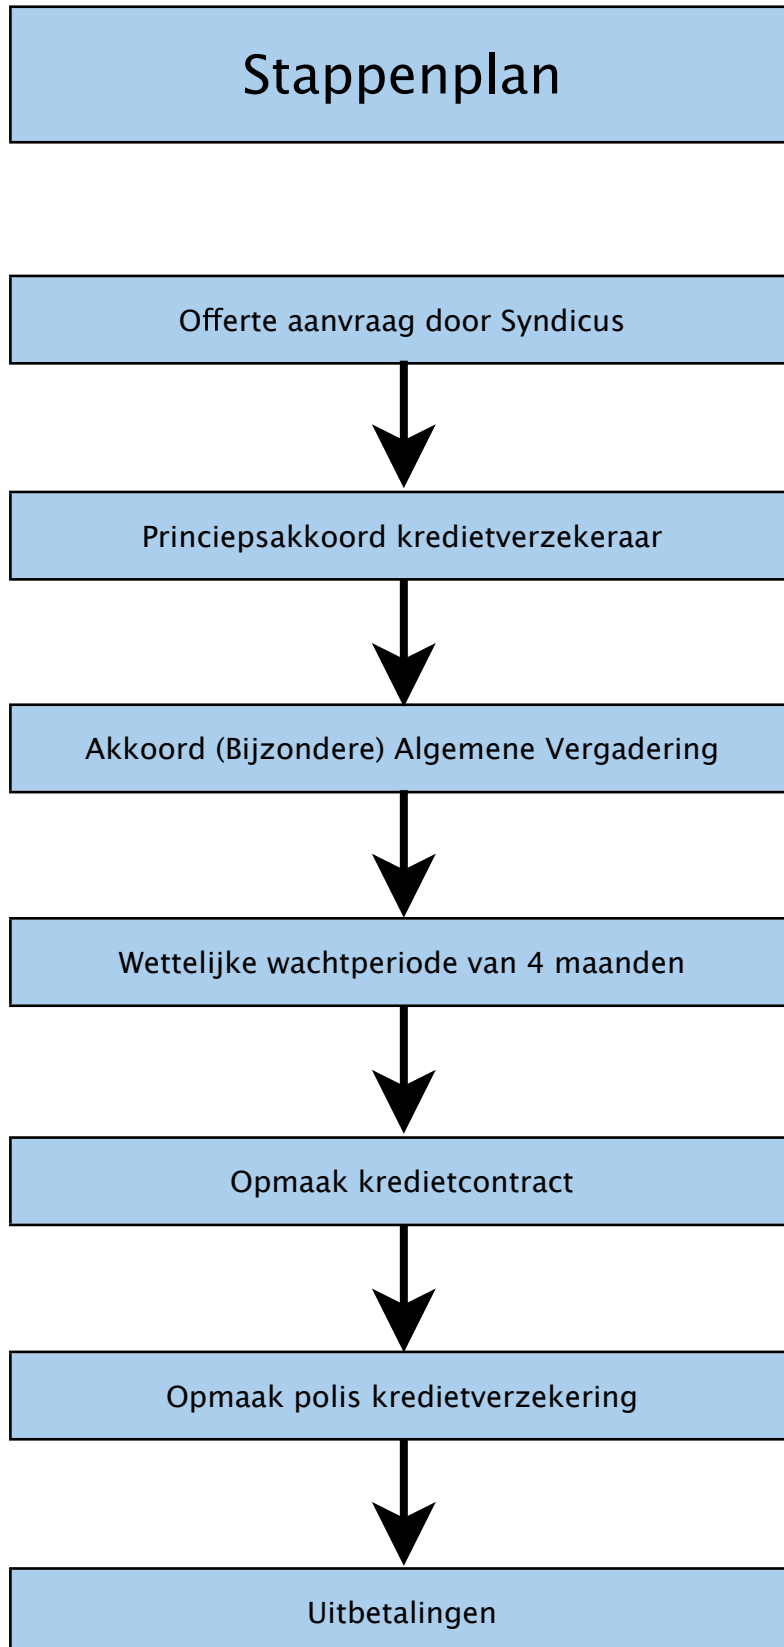 Stappenplan
Offerte aanvraag door Syndicus
Princiepsakkoord kredietverzekeraar
Akkoord (Bijzondere) Algemene Vergadering
Wettelijke wachtperiode van 4 maanden
Opmaak kredietcontract
Opmaak polis kredietverzekering
Uitbetalingen